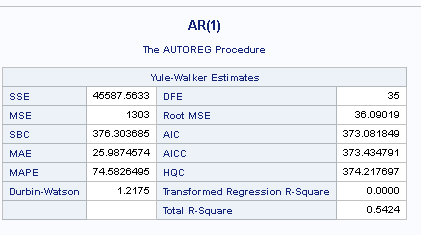 AR(1)
The AUTOREG Procedure
Yule-Walker Estimates
SSE 45587.5633 DFE 35
MSE 1303 Root MSE 36.09019
SBC 376.303685 AIC 373.081849
MAE 25.9874574 AICC 373.434791
MAPE 74.5826495 HQC 374.217697
Durbin-Watson 1.2175 Transformed Regression R-Square 0.0000
Total R-Square 0.5424